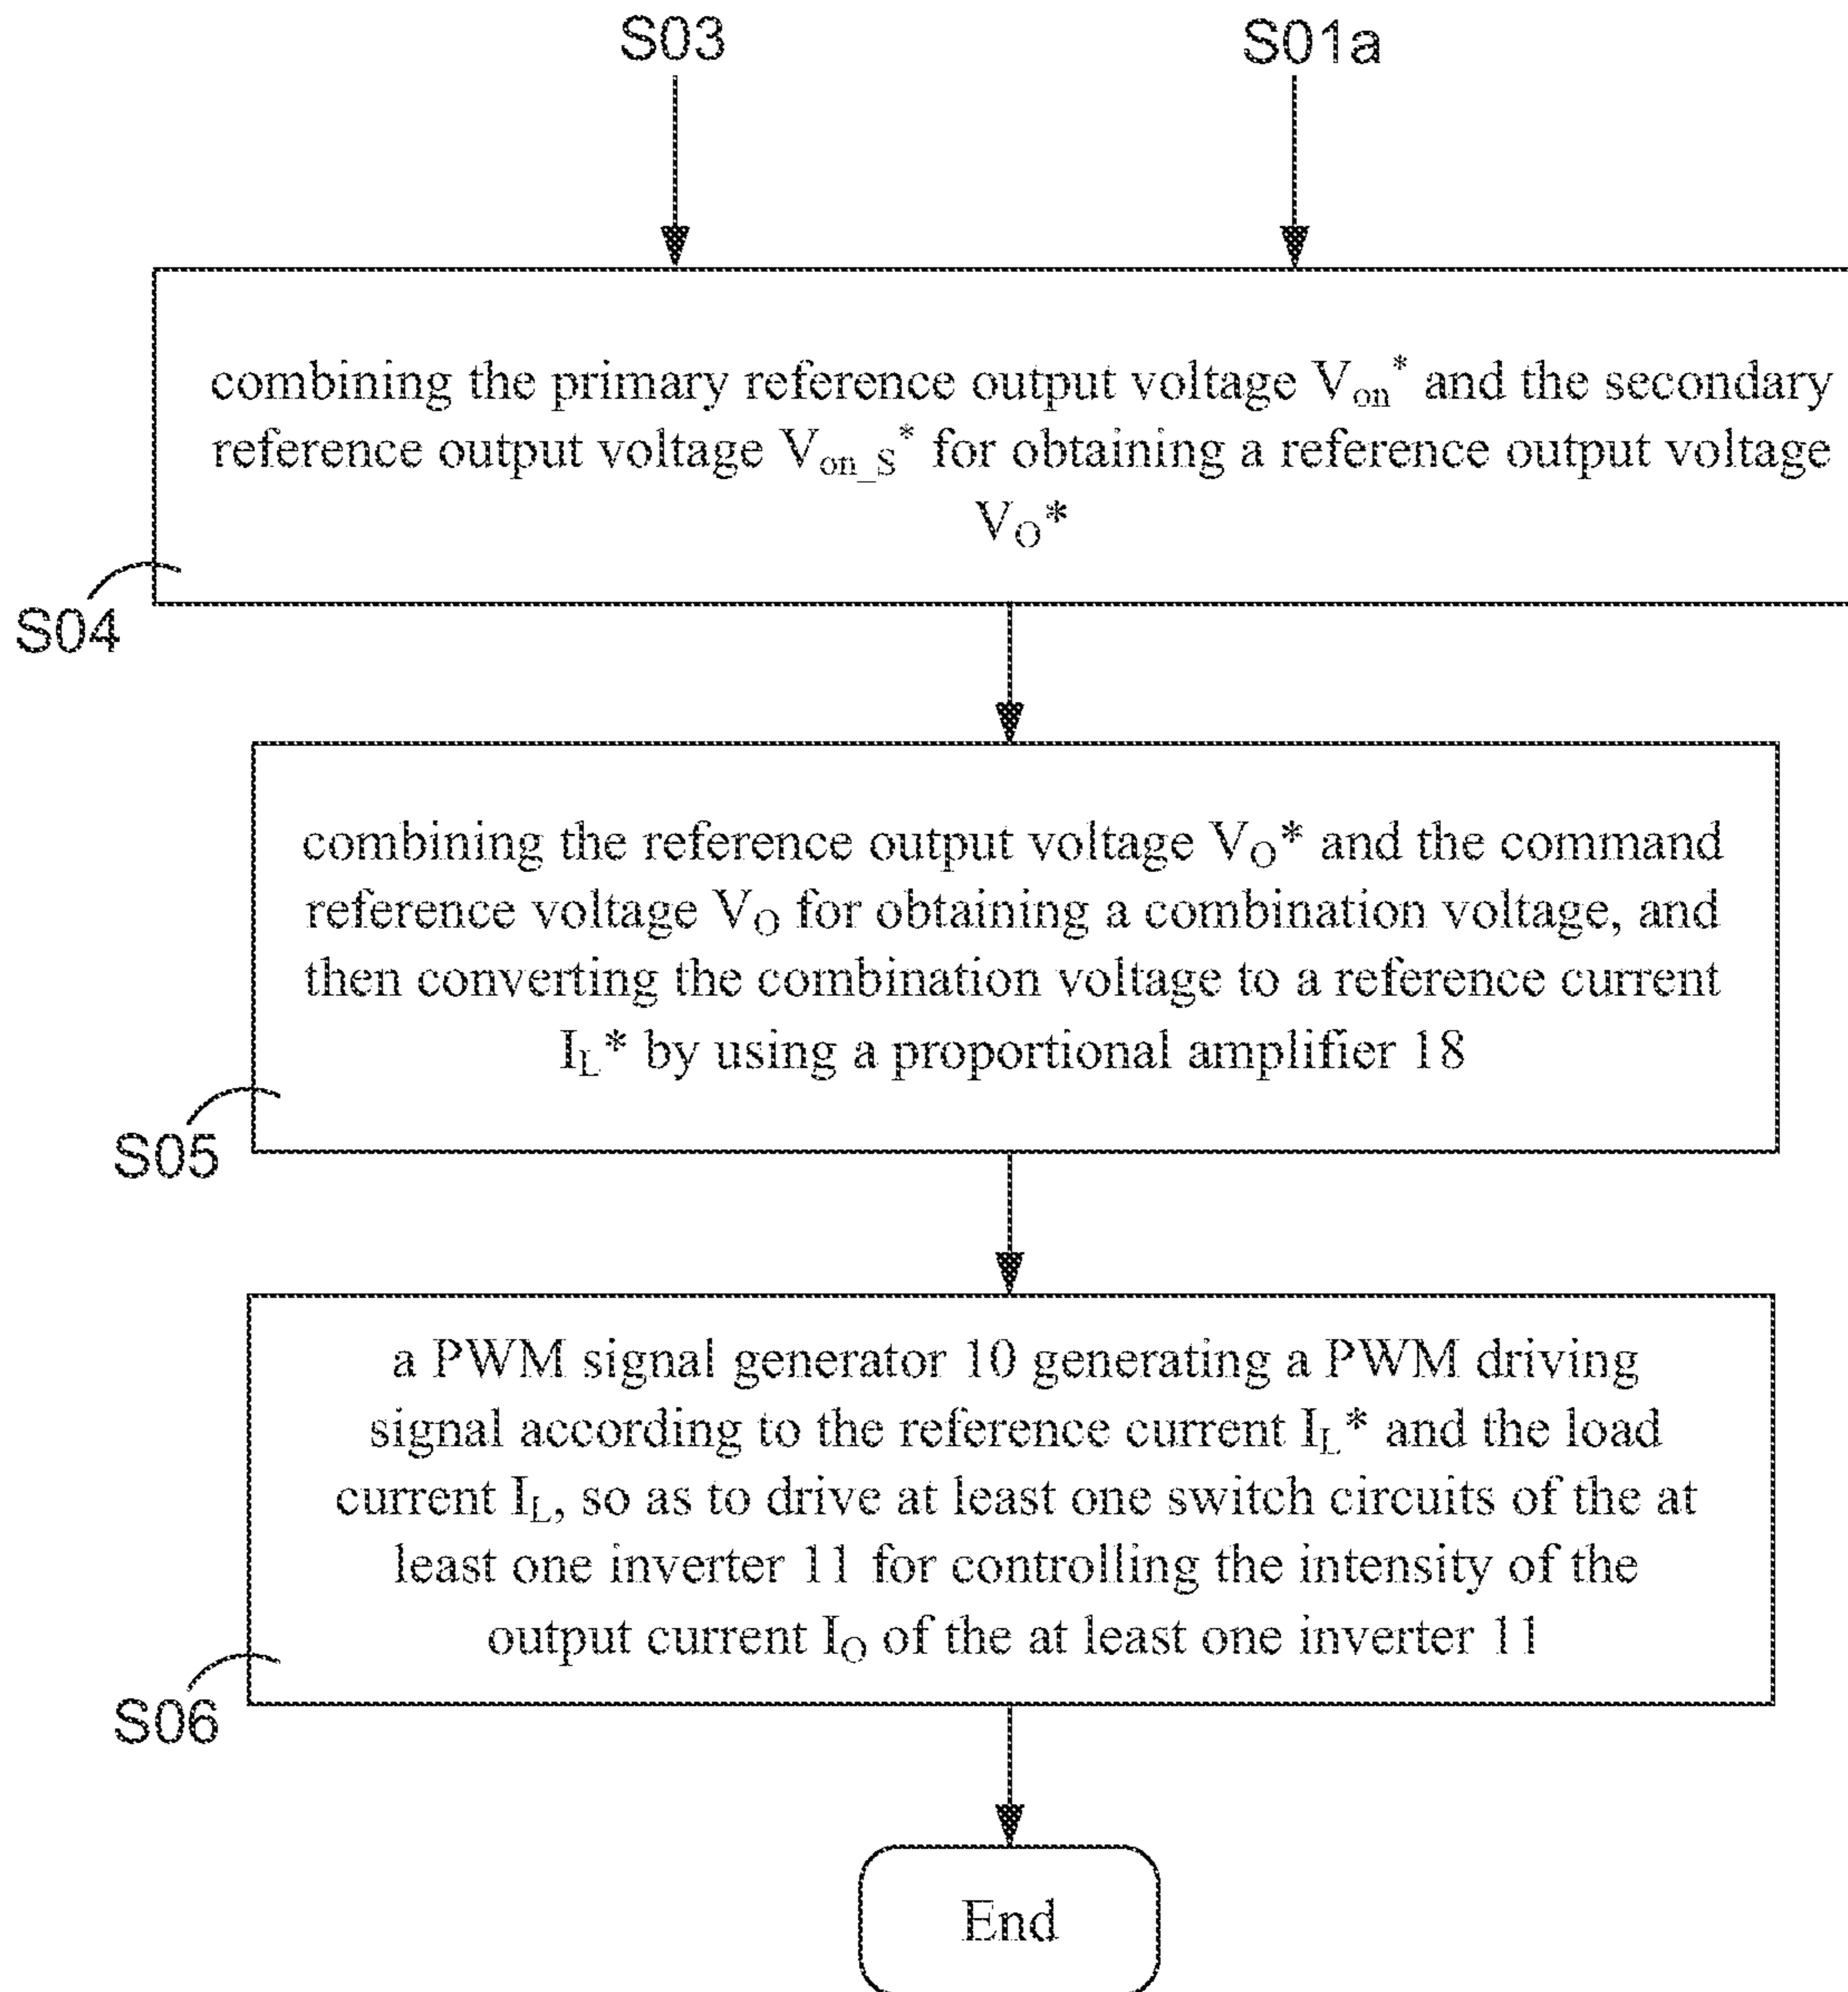 S03
S01a
combining the primary reference output voltage Von* and the secondary
reference output voltage Von_S* for obtaining a reference output voltage
VO*
S04
combining the reference output voltage VO* and the command
reference voltage VO for obtaining a combination voltage, and
then converting the combination voltage to a reference current
IL* by using a proportional amplifier 18
S05
a PWM signal generator 10 generating a PWM driving
signal according to the reference current IL* and the load
current IL, so as to drive at least one switch circuits of the at
least one inverter 11 for controlling the intensity of the
output current IO of the at least one inverter 11
S06
End